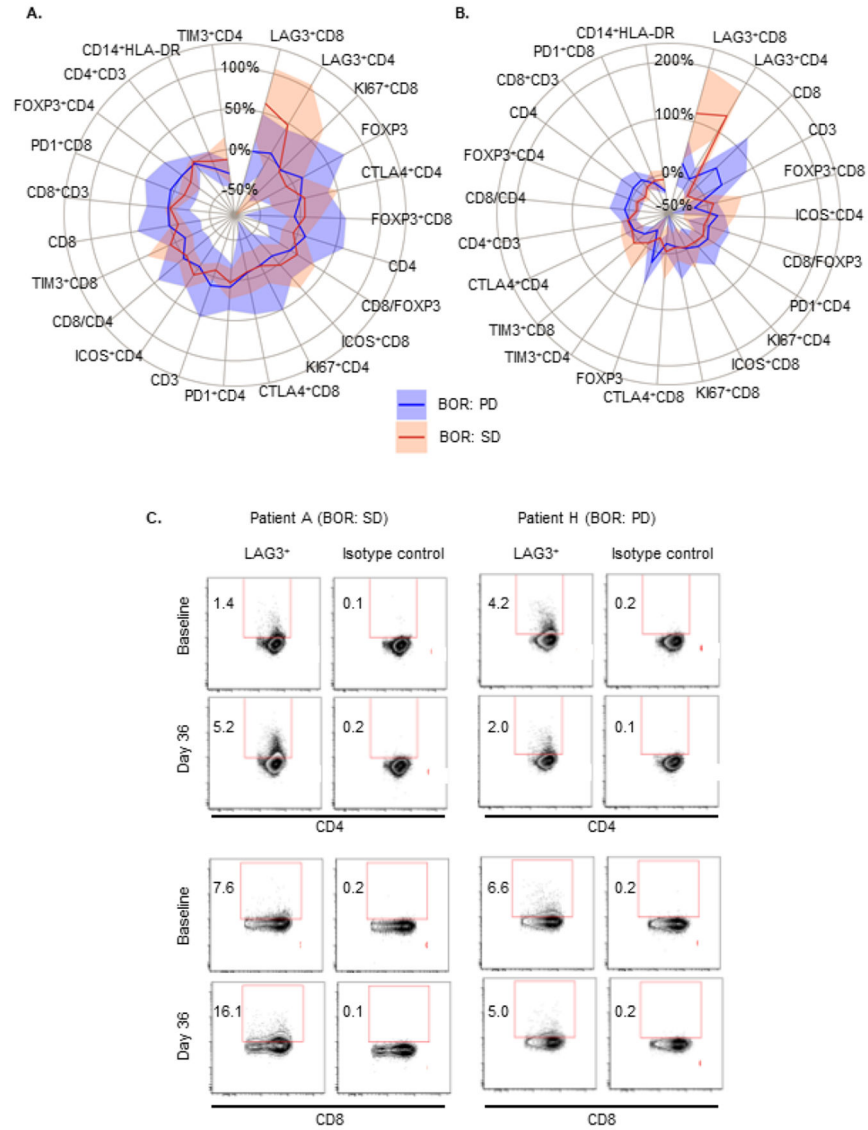 A.
TIM3⁺CD4
LAG3⁺CD8
LAG3⁺CD4
KI67⁺CD8
FOXP3
CTLA4⁺CD4
FOXP3⁺CD8
CD4
CD8/FOXP3
ICOS⁺CD8
KI67⁺CD4
CTLA4⁺CD8
PD1⁺CD4
CD3
ICOS⁺CD4
CD8/CD4
TIM3⁺CD8
CD8
CD8⁺CD3
PD1⁺CD8
FOXP3⁺CD4
CD4⁺CD3
CD14⁺HLA-DR
100%
50%
0%
-50%
B.
CD14⁺HLA-DR
LAG3⁺CD8
LAG3⁺CD4
CD8
CD3
FOXP3⁺CD8
ICOS⁺CD4
CD8/FOXP3
PD1⁺CD4
KI67⁺CD4
ICOS⁺CD8
KI67⁺CD8
CTLA4⁺CD8
FOXP3
TIM3⁺CD4
TIM3⁺CD8
CTLA4⁺CD4
CD4⁺CD3
CD8/CD4
FOXP3⁺CD4
CD4
CD8⁺CD3
PD1⁺CD8
200%
100%
0%
-50%
BOR: PD
BOR: SD
C.
Patient A (BOR: SD)
Patient H (BOR: PD)
LAG3⁺
Isotype control
LAG3⁺
Isotype control
Baseline
1.4
0.1
4.2
0.2
Day 36
5.2
0.2
2.0
0.1
CD4
CD4
Baseline
7.6
0.2
6.6
0.2
Day 36
16.1
0.1
5.0
0.2
CD8
CD8